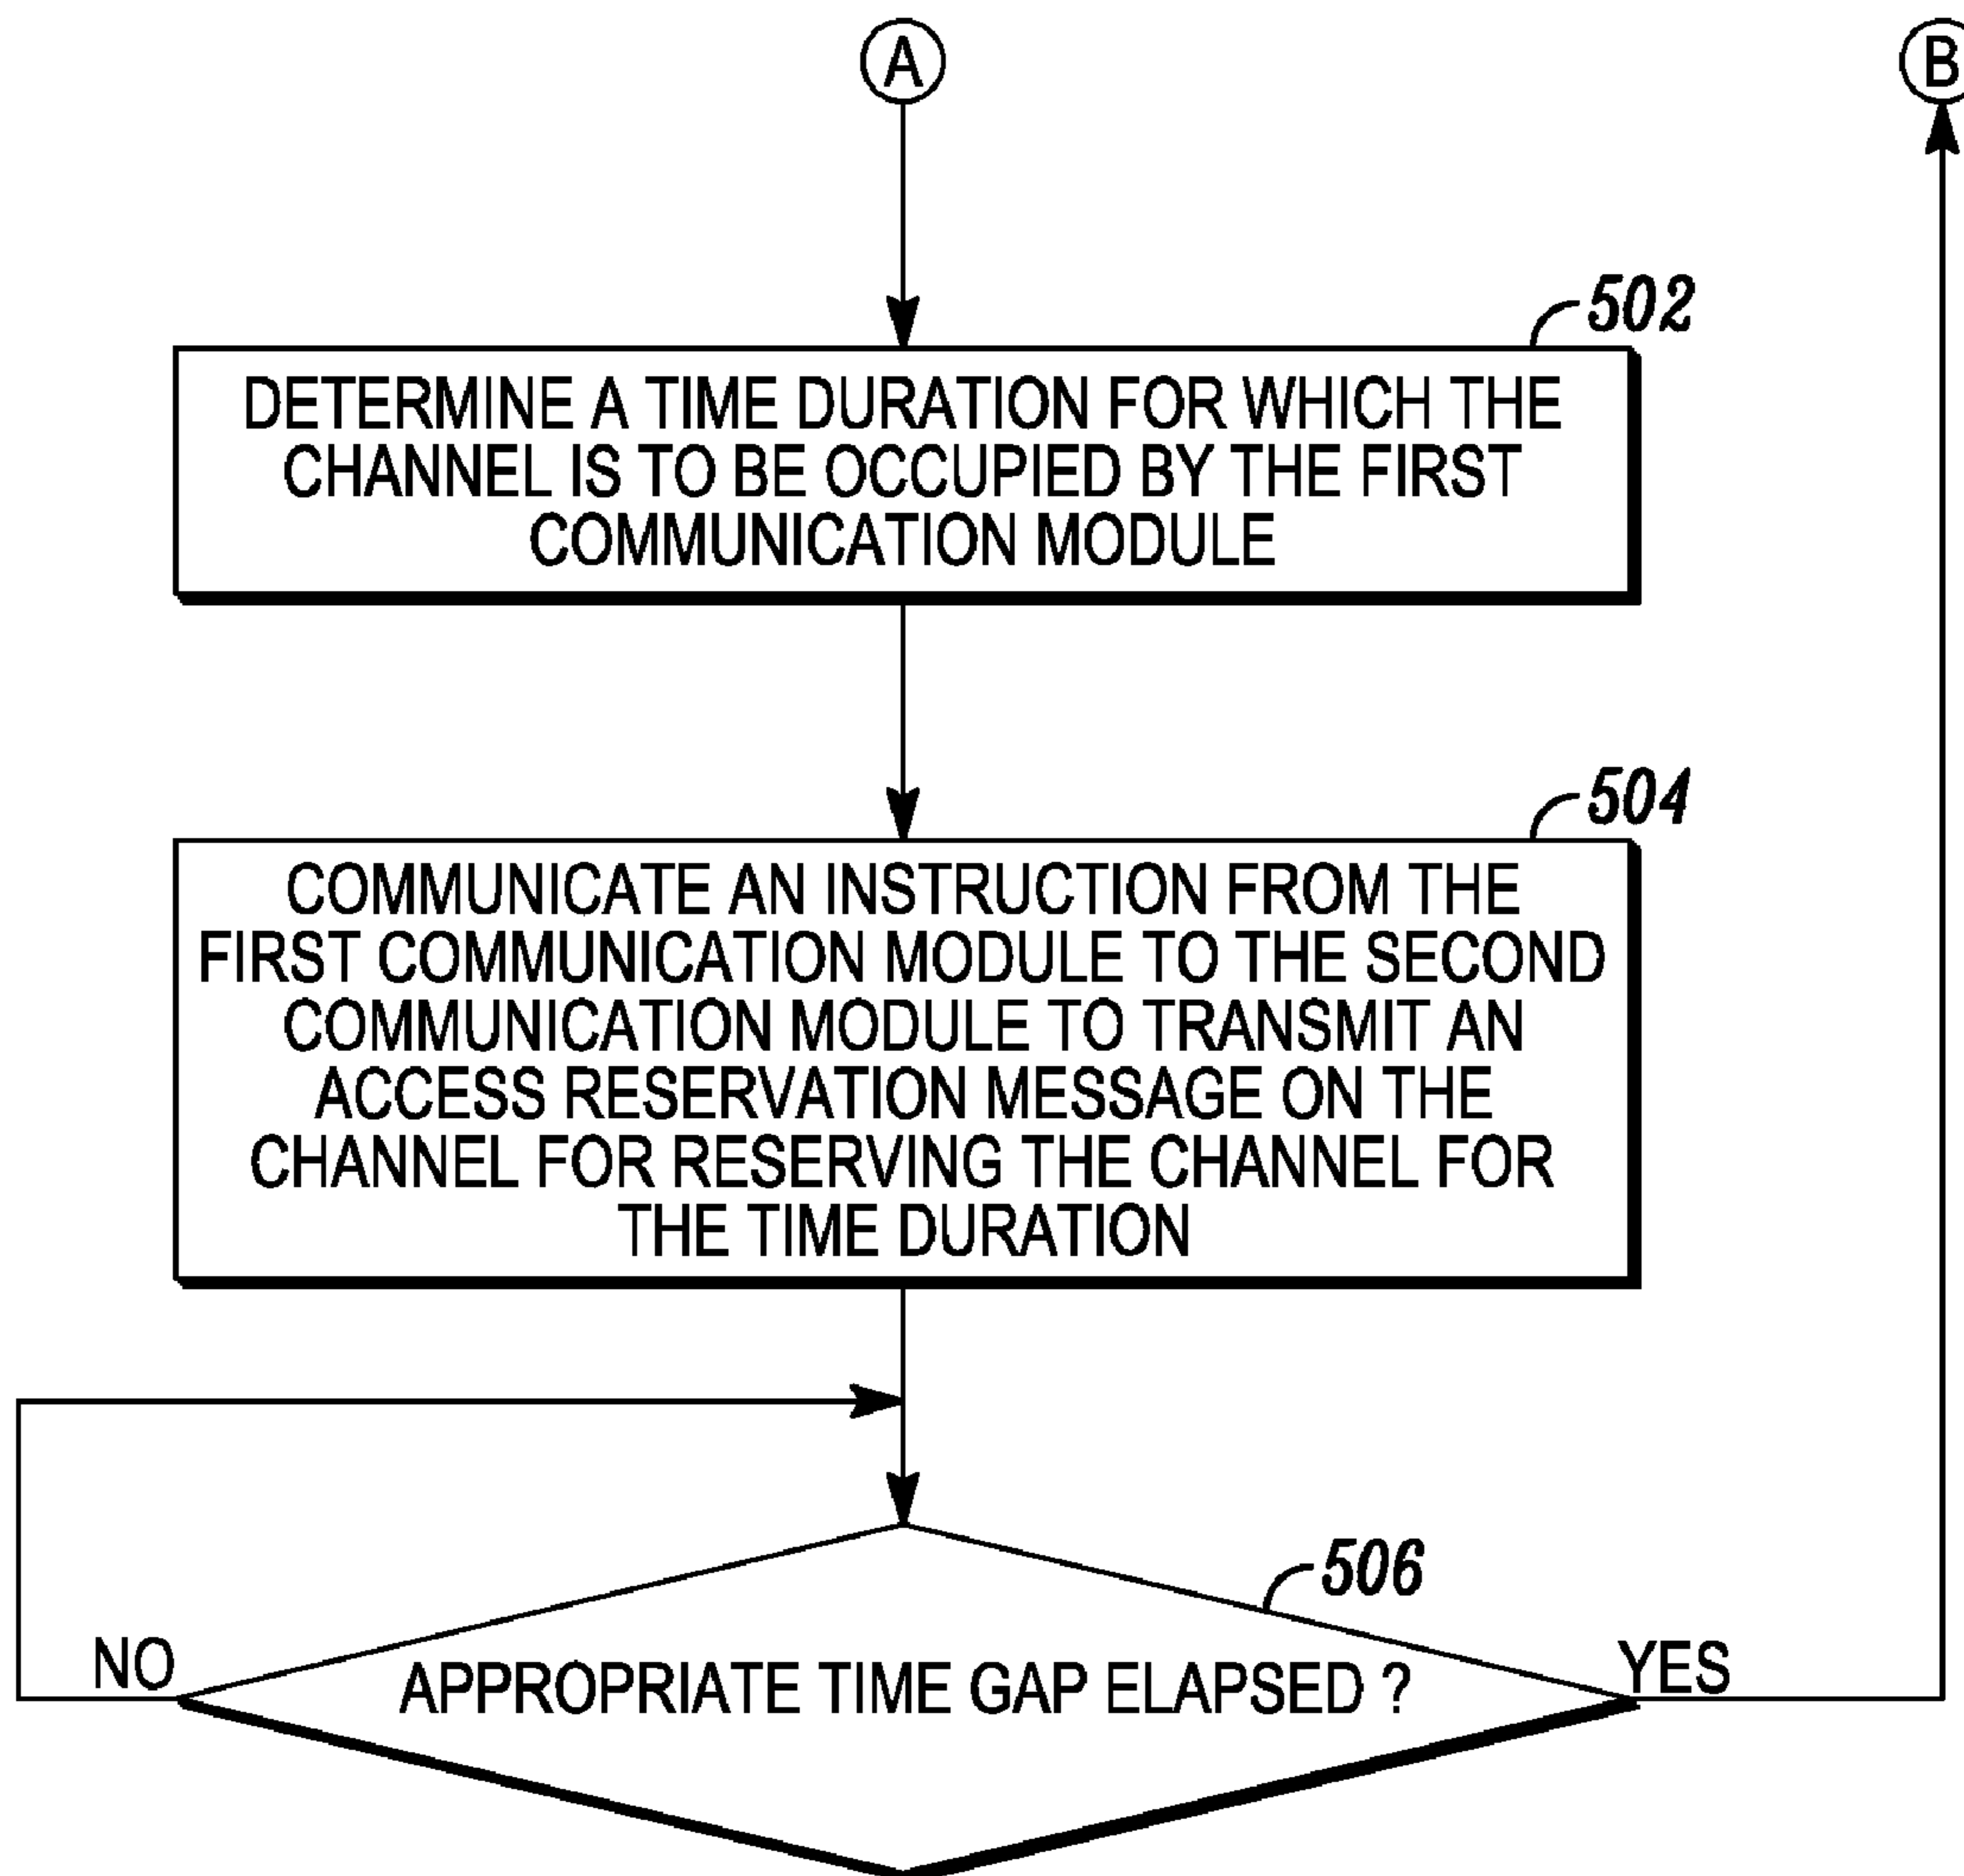 A
B
502
DETERMINE A TIME DURATION FOR WHICH THE
CHANNEL IS TO BE OCCUPIED BY THE FIRST
COMMUNICATION MODULE
504
COMMUNICATE AN INSTRUCTION FROM THE
FIRST COMMUNICATION MODULE TO THE SECOND
COMMUNICATION MODULE TO TRANSMIT AN
ACCESS RESERVATION MESSAGE ON THE
CHANNEL FOR RESERVING THE CHANNEL FOR
THE TIME DURATION
506
NO
APPROPRIATE TIME GAP ELAPSED ?
YES